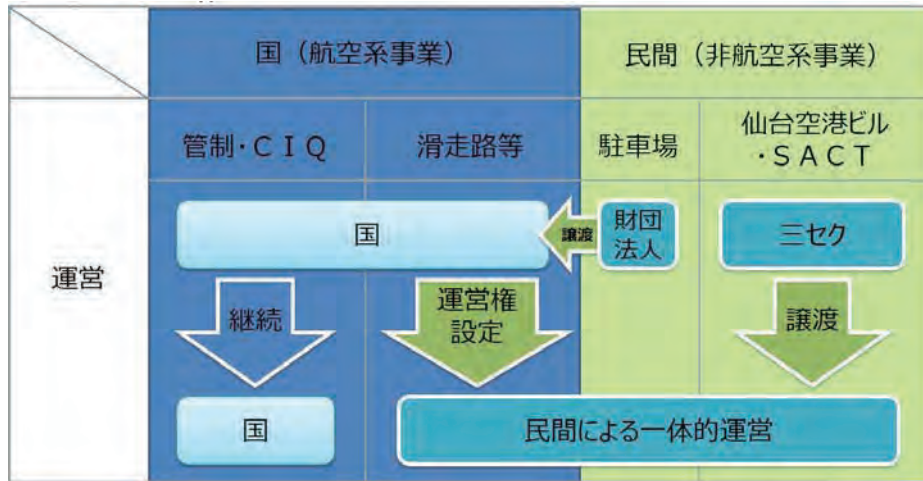 国（航空系事業）
民間（非航空系事業）
管制・ＣＩＱ
滑走路等
駐車場
仙台空港ビル
・ＳＡＣＴ
運営
国
譲渡
財団
法人
三セク
継続
運営権
設定
譲渡
国
民間による一体的運営